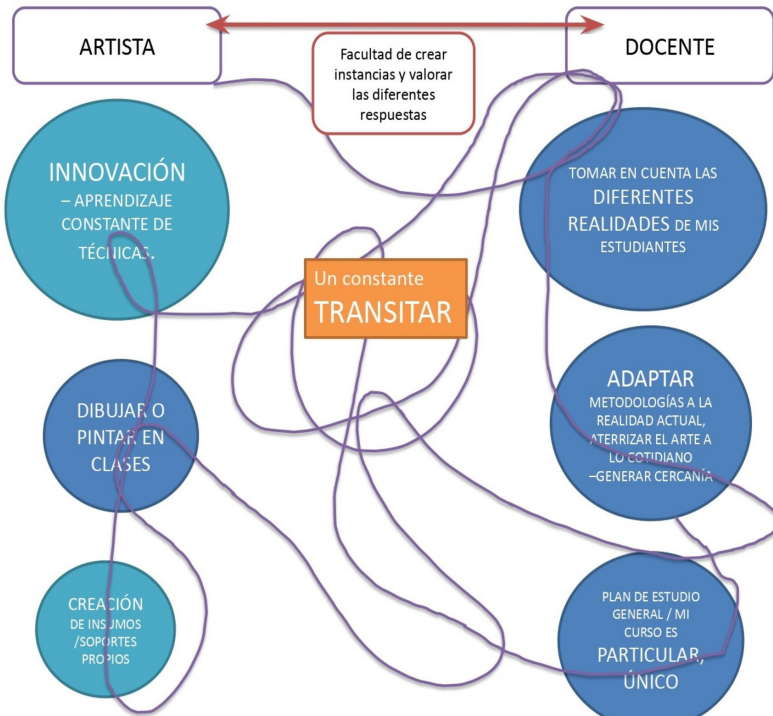 ARTISTA
DOCENTE
Facultad de crear
instancias y valorar
las diferentes
respuestas
INNOVACIÓN
– APRENDIZAJE
CONSTANTE DE
TÉCNICAS.
TOMAR EN CUENTA LAS
DIFERENTES
REALIDADES DE MIS
ESTUDIANTES
Un constante
TRANSITAR
DIBUJAR O
PINTAR EN
CLASES
ADAPTAR
METODOLOGÍAS A LA
REALIDAD ACTUAL,
ATERRIZAR EL ARTE A
LO COTIDIANO
–GENERAR CERCANÍA
CREACIÓN
DE INSUMOS
/SOPORTES
PROPIOS
PLAN DE ESTUDIO
GENERAL / MI
CURSO ES
PARTICULAR,
ÚNICO